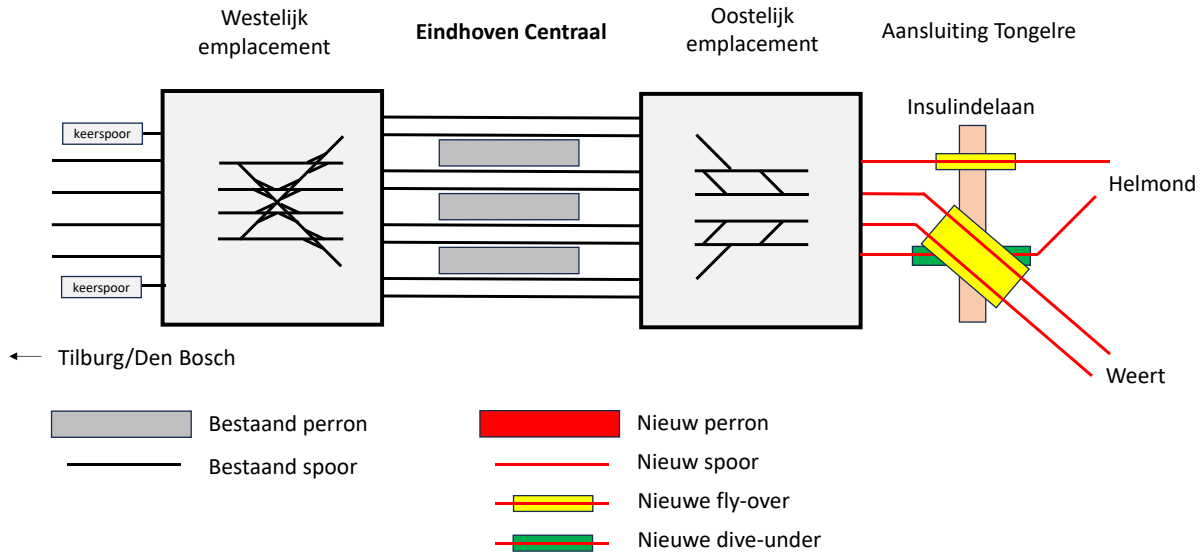 Westelijk
emplacement
Eindhoven Centraal
Oostelijk
emplacement
Aansluiting Tongelre
Insulindelaan
keerspoor
Helmond
keerspoor
Tilburg/Den Bosch
Weert
Bestaand perron
Bestaand spoor
Nieuw perron
Nieuw spoor
Nieuwe fly-over
Nieuwe dive-under